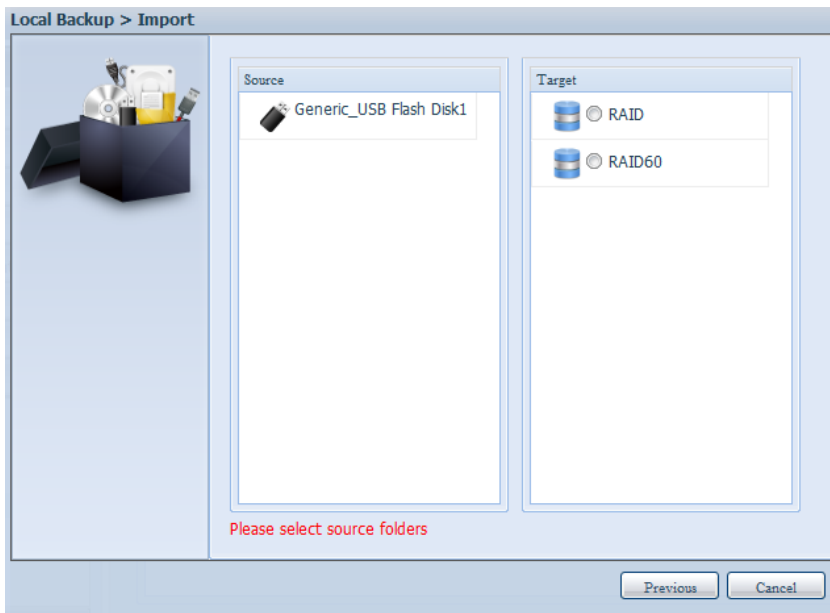 Local Backup > Import
Source
Generic_USB Flash Disk1
Target
RAID
RAID60
Please select source folders
Previous
Cancel